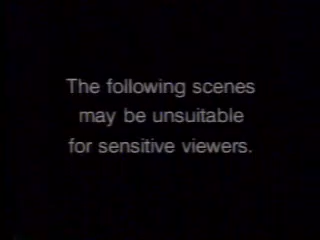 The following scenes
may be unsuitable
for sensitive viewers.